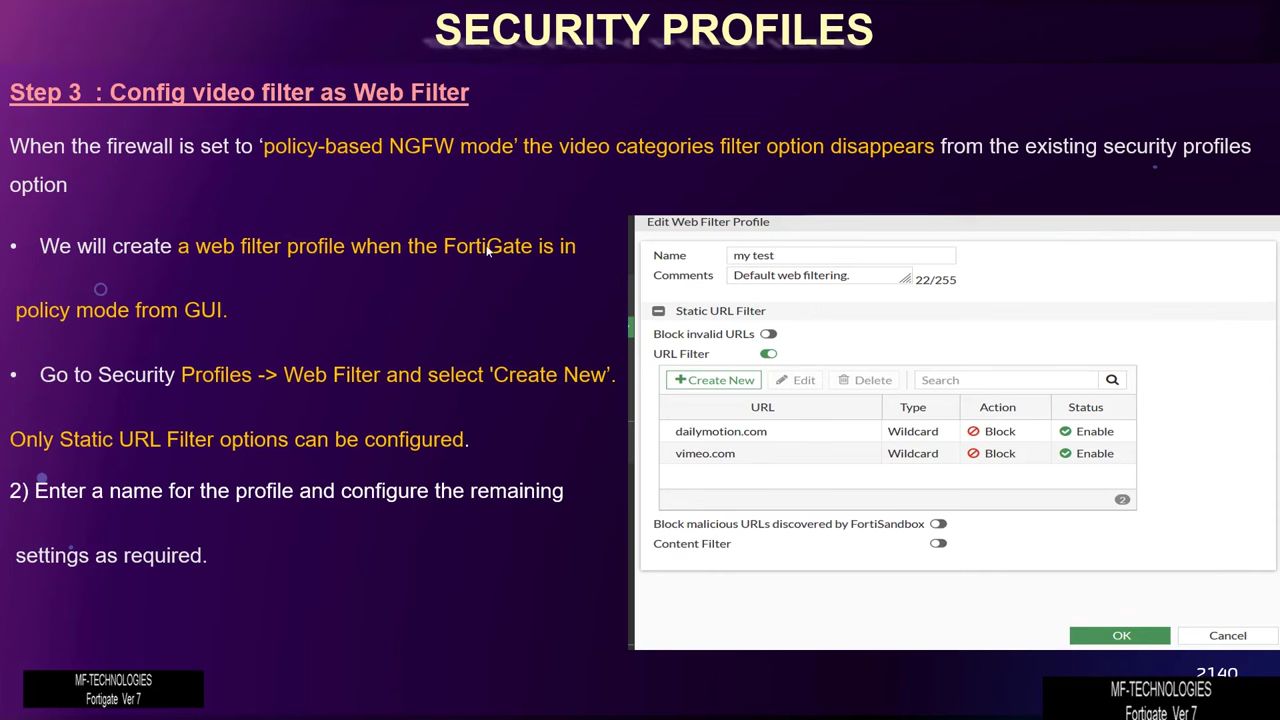 SECURITY PROFILES
Step 3 : Config video filter as Web Filter
When the firewall is set to ‘policy-based NGFW mode’ the video categories filter option disappears from the existing security profiles
option
• We will create a web filter profile when the FortiGate is in
policy mode from GUI.
• Go to Security Profiles -> Web Filter and select 'Create New’.
Only Static URL Filter options can be configured.
2) Enter a name for the profile and configure the remaining
settings as required.
Edit Web Filter Profile
Name my test
Comments Default web filtering. 22/255
Static URL Filter
Block invalid URLs
URL Filter
+Create New Edit Delete Search
URL Type Action Status
dailymotion.com Wildcard Block Enable
vimeo.com Wildcard Block Enable
2
Block malicious URLs discovered by FortiSandbox
Content Filter
OK Cancel
MF-TECHNOLOGIES
Fortigate Ver 7
2140
MF-TECHNOLOGIES
Fortigate Ver 7